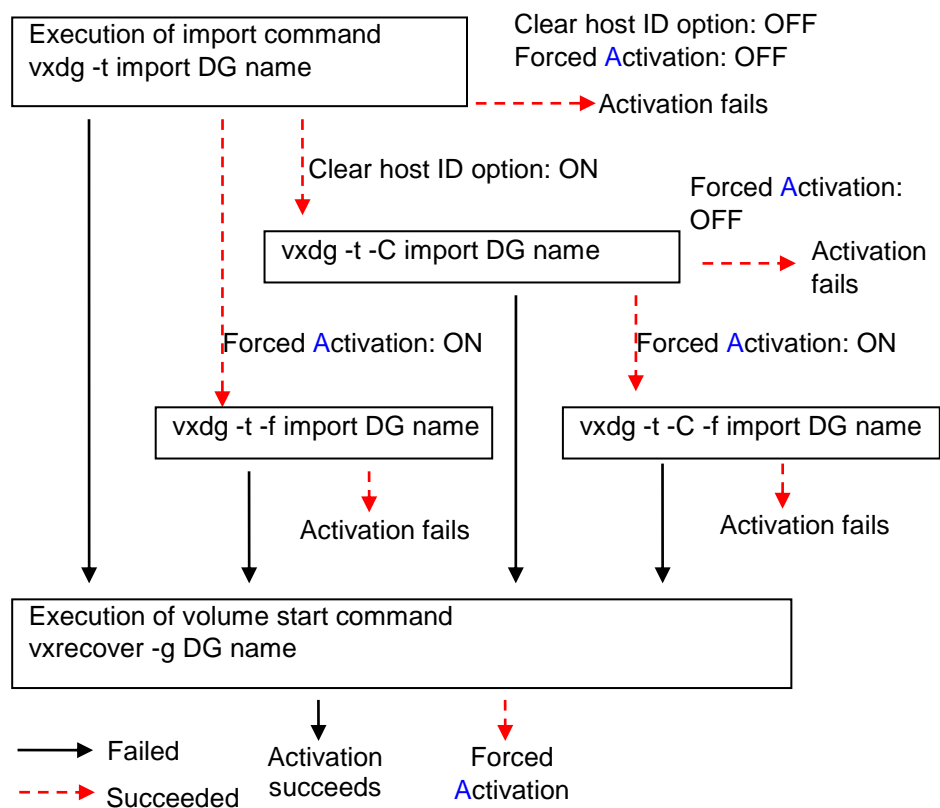 Execution of import command
vxdg -t import DG name
Clear host ID option: OFF
Forced Activation: OFF
Activation fails
Clear host ID option: ON
Forced Activation:
OFF
vxdg -t -C import DG name
Activation
fails
Forced Activation: ON
Forced Activation: ON
vxdg -t -f import DG name
vxdg -t -C -f import DG name
Activation fails
Activation fails
Execution of volume start command
vxrecover -g DG name
Failed
Succeeded
Activation
succeeds
Forced
Activation